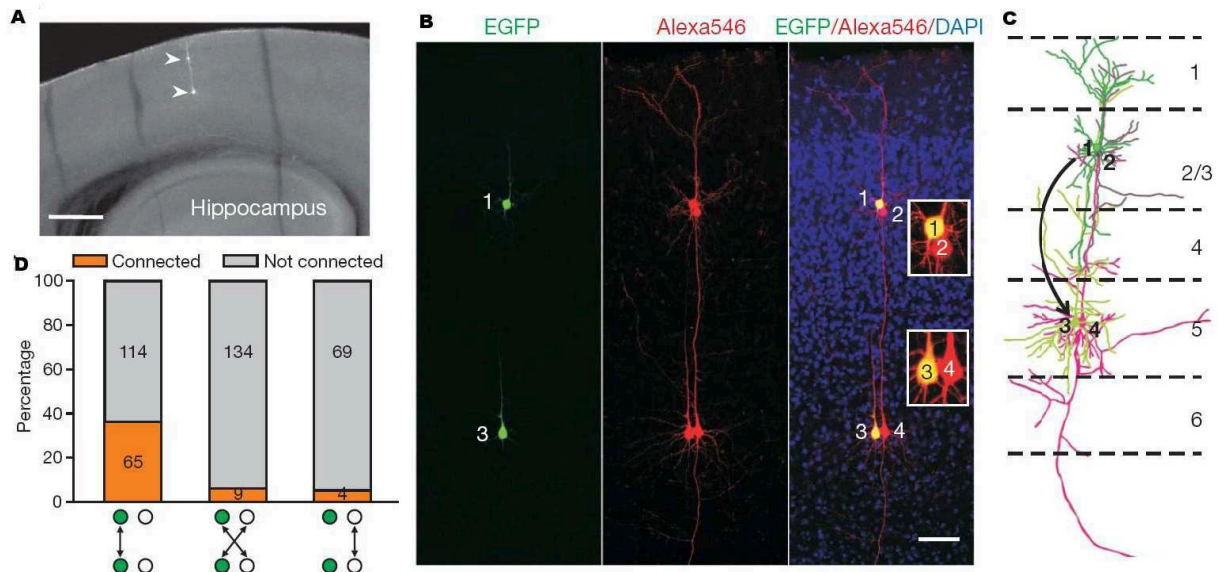 A
Hippocampus
B
EGFP
Alexa546
EGFP/Alexa546/DAPI
1
3
1
2
3
4
1
2
3
4
C
1
2/3
4
5
6
1
2
3
4
D
Connected
Not connected
Percentage
100
80
60
40
20
0
114
65
134
9
69
4